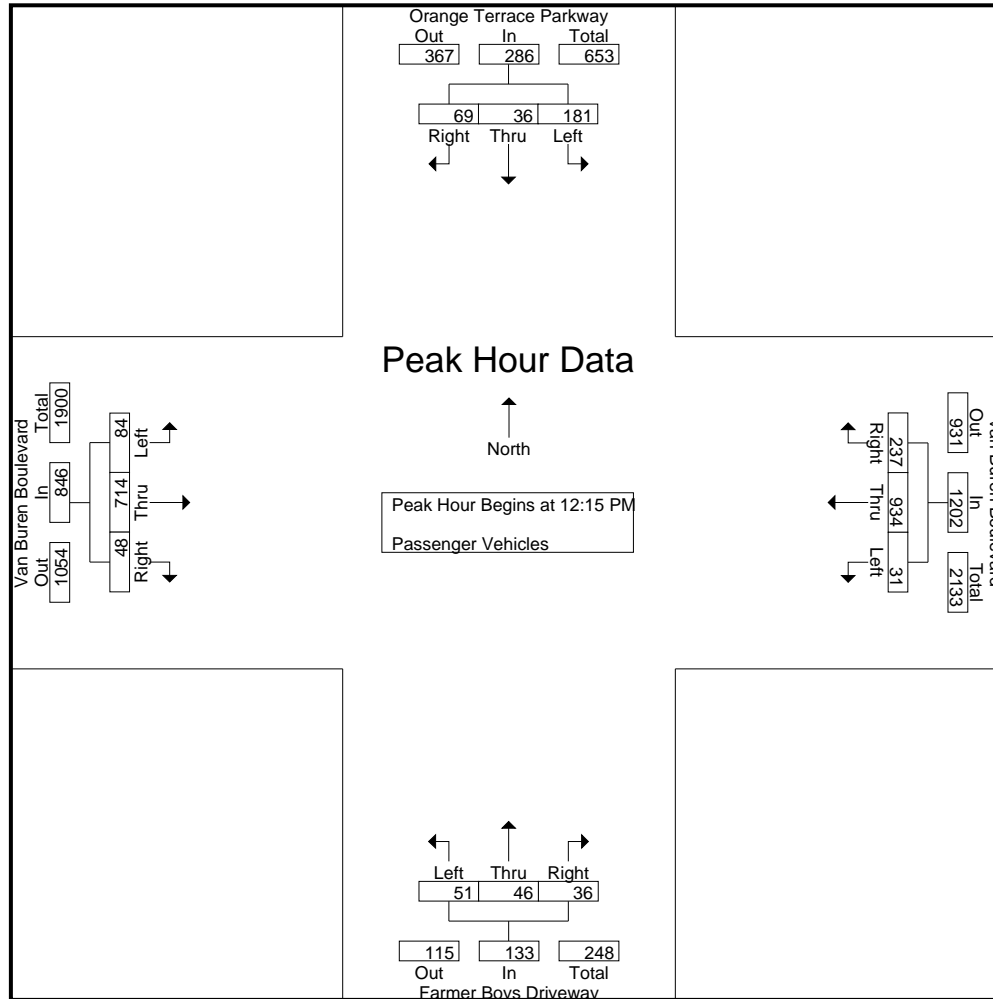 Orange Terrace Parkway
Out In Total
367 286 653
69 36 181
Right Thru Left
Peak Hour Data
North
Peak Hour Begins at 12:15 PM
Passenger Vehicles
Van Buren Boulevard
Total In Out
1900 846 1054
84 714 48
Left Thru Right
Van Buren Boulevard
Out In Total
931 1202 2133
237 934 31
Right Thru Left
Left Thru Right
51 46 36
115 133 248
Out In Total
Farmer Boys Driveway